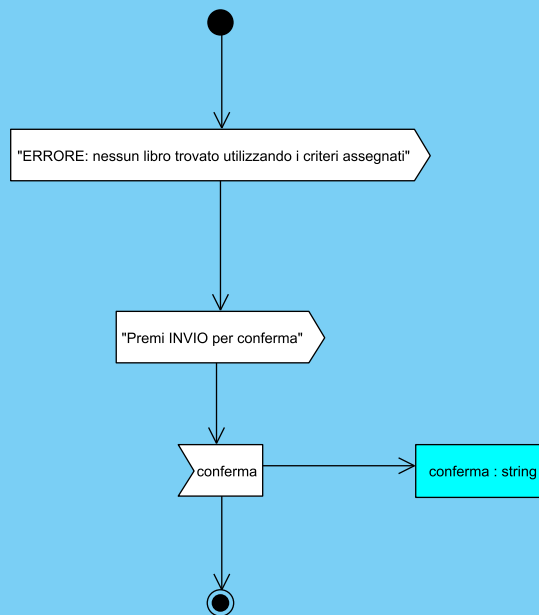 "ERRORE: nessun libro trovato utilizzando i criteri assegnati"
"Premi INVIO per conferma"
conferma
conferma : string